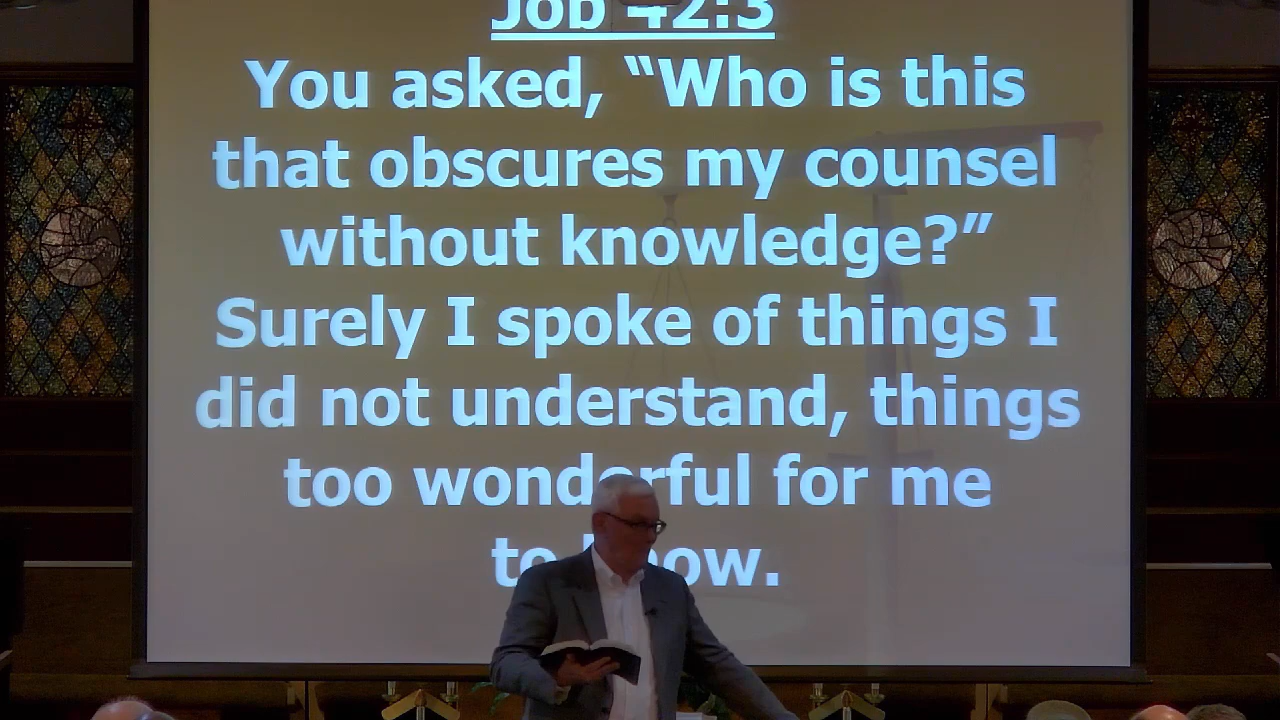 Job 42:3
You asked, “Who is this
that obscures my counsel
without knowledge?”
Surely I spoke of things I
did not understand, things
too wonderful for me
to know.